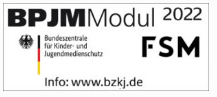 BPJMModul 2022
Bundeszentrale
für Kinder- und
Jugendmedienschutz
FSM
Info: www.bzkj.de